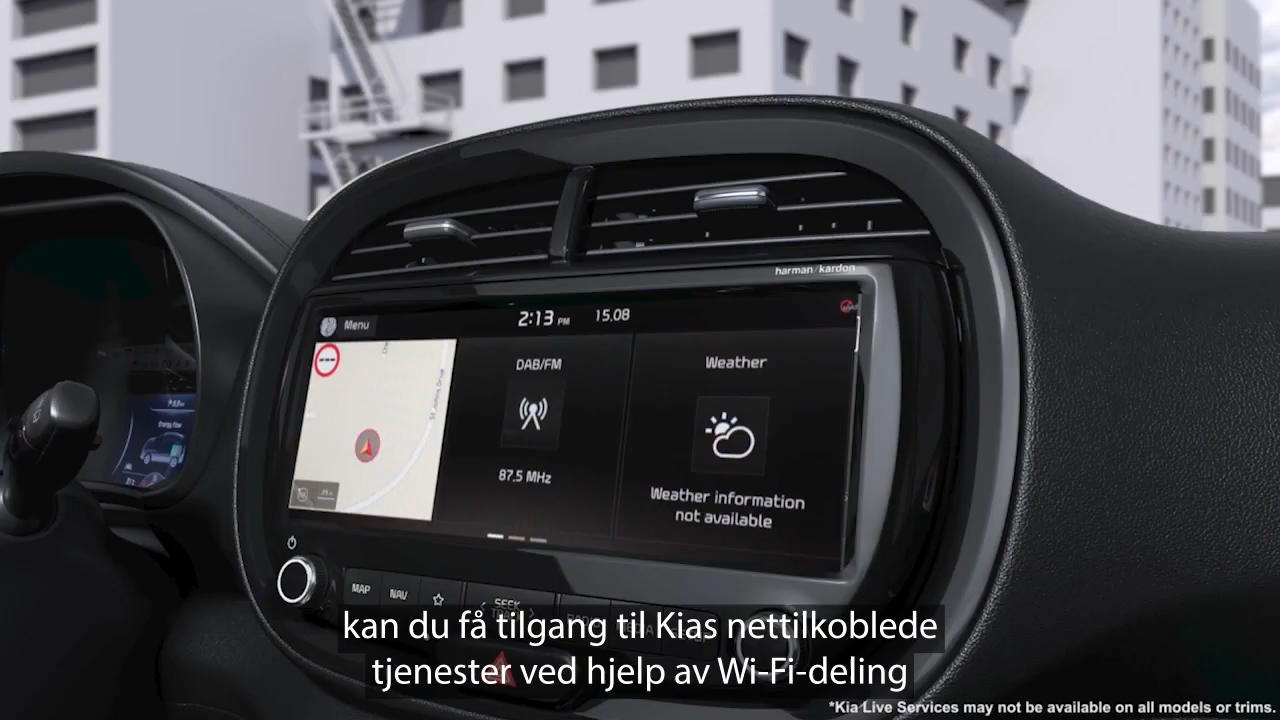 harman/kardon
Menu
2:13 PM
15.08
DAB/FM
87.5 MHz
Weather
Weather information
not available
Energy flow
MAP
NAV
SEEK
kan du få tilgang til Kias nettilkoblede
tjenester ved hjelp av Wi-Fi-deling
*Kia Live Services may not be available on all models or trims.